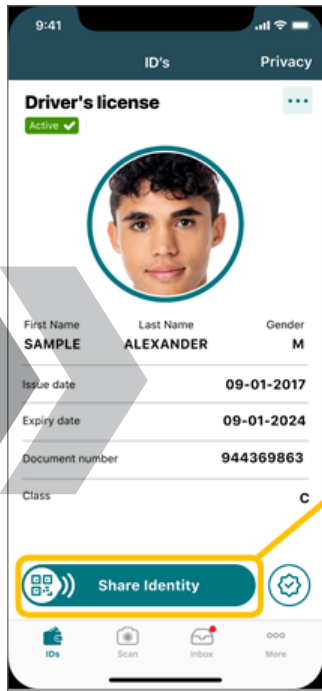 9:41
ID's Privacy
Driver's license
Active
First Name Last Name Gender
SAMPLE ALEXANDER M
Issue date 09-01-2017
Expiry date 09-01-2024
Document number 944369863
Class C
Share Identity
IDs Scan Inbox More